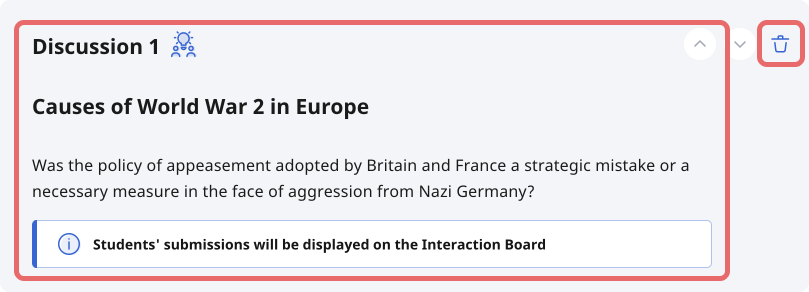 Discussion 1
Causes of World War 2 in Europe
Was the policy of appeasement adopted by Britain and France a strategic mistake or a
necessary measure in the face of aggression from Nazi Germany?
Students' submissions will be displayed on the Interaction Board